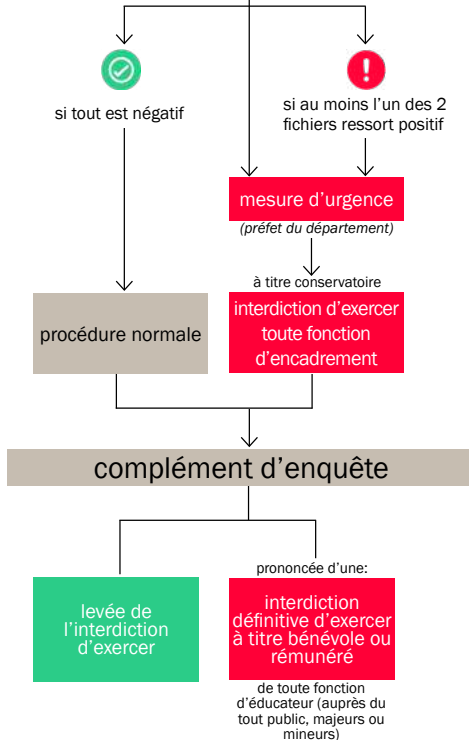 si tout est négatif
si au moins l’un des 2
fichiers ressort positif
mesure d’urgence
(préfet du département)
à titre conservatoire
interdiction d’exercer
toute fonction
d’encadrement
procédure normale
complément d’enquête
levée de
l’interdiction
d’exercer
prononcée d’une:
interdiction
définitive d’exercer
à titre bénévole ou
rémunéré
de toute fonction
d’éducateur (auprès du
tout public, majeurs ou
mineurs)